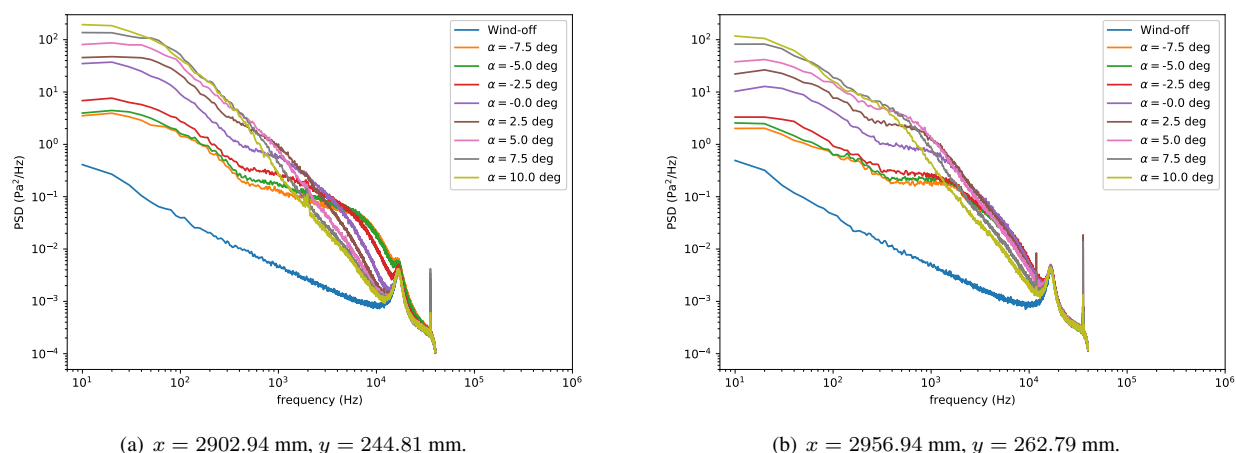 10²
10¹
10⁰
10⁻¹
10⁻²
10⁻³
10⁻⁴
PSD (Pa²/Hz)
10¹ 10² 10³ 10⁴ 10⁵ 10⁶
frequency (Hz)
Wind-off
α = -7.5 deg
α = -5.0 deg
α = -2.5 deg
α = -0.0 deg
α = 2.5 deg
α = 5.0 deg
α = 7.5 deg
α = 10.0 deg
(a) x = 2902.94 mm, y = 244.81 mm.
10²
10¹
10⁰
10⁻¹
10⁻²
10⁻³
10⁻⁴
PSD (Pa²/Hz)
10¹ 10² 10³ 10⁴ 10⁵ 10⁶
frequency (Hz)
Wind-off
α = -7.5 deg
α = -5.0 deg
α = -2.5 deg
α = -0.0 deg
α = 2.5 deg
α = 5.0 deg
α = 7.5 deg
α = 10.0 deg
(b) x = 2956.94 mm, y = 262.79 mm.